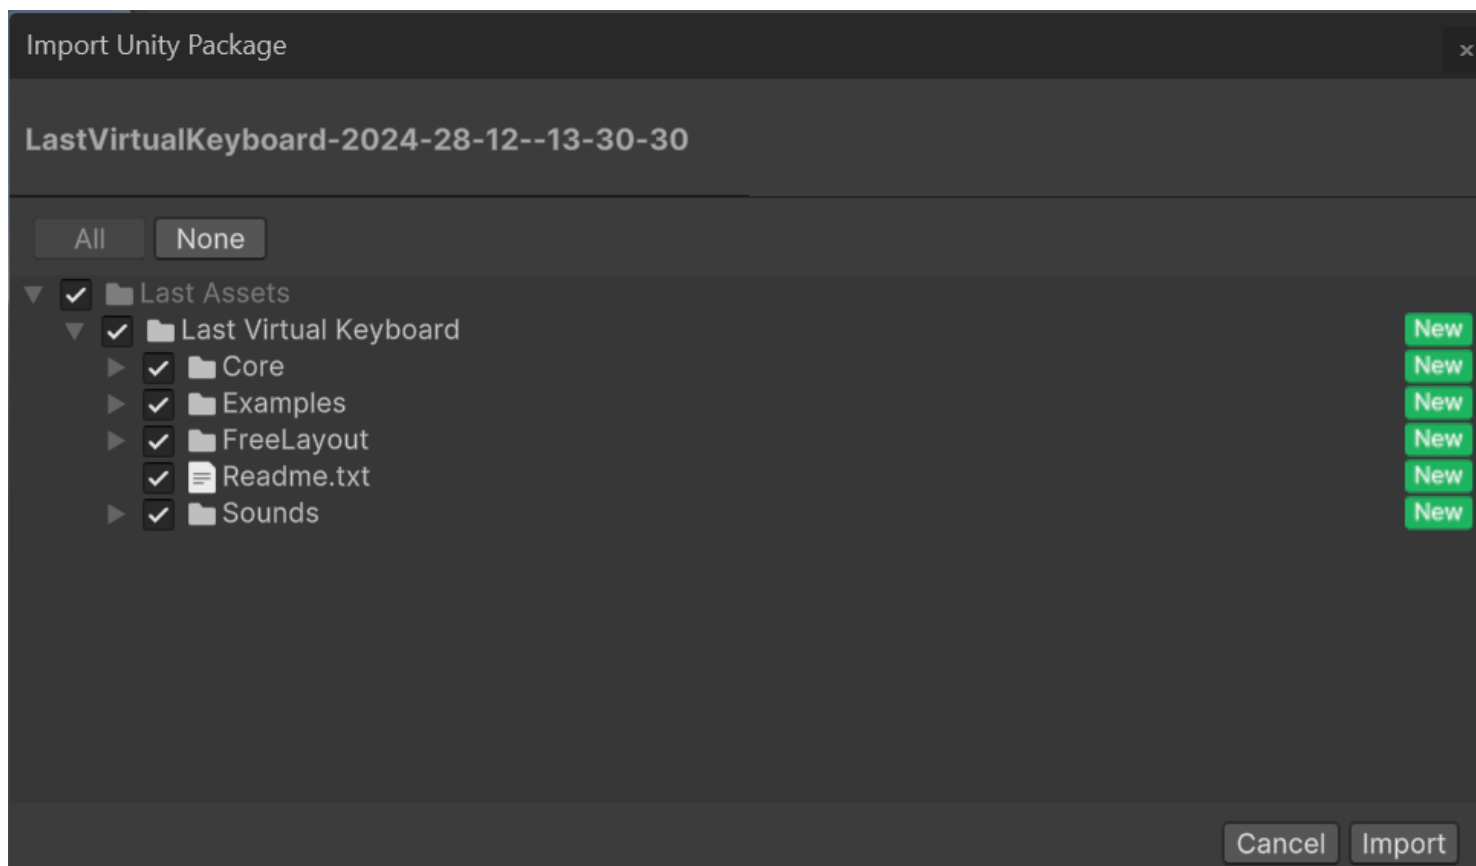 Import Unity Package
x
LastVirtualKeyboard-2024-28-12--13-30-30
All None
Last Assets
Last Virtual Keyboard New
Core New
Examples New
FreeLayout New
Readme.txt New
Sounds New
Cancel Import